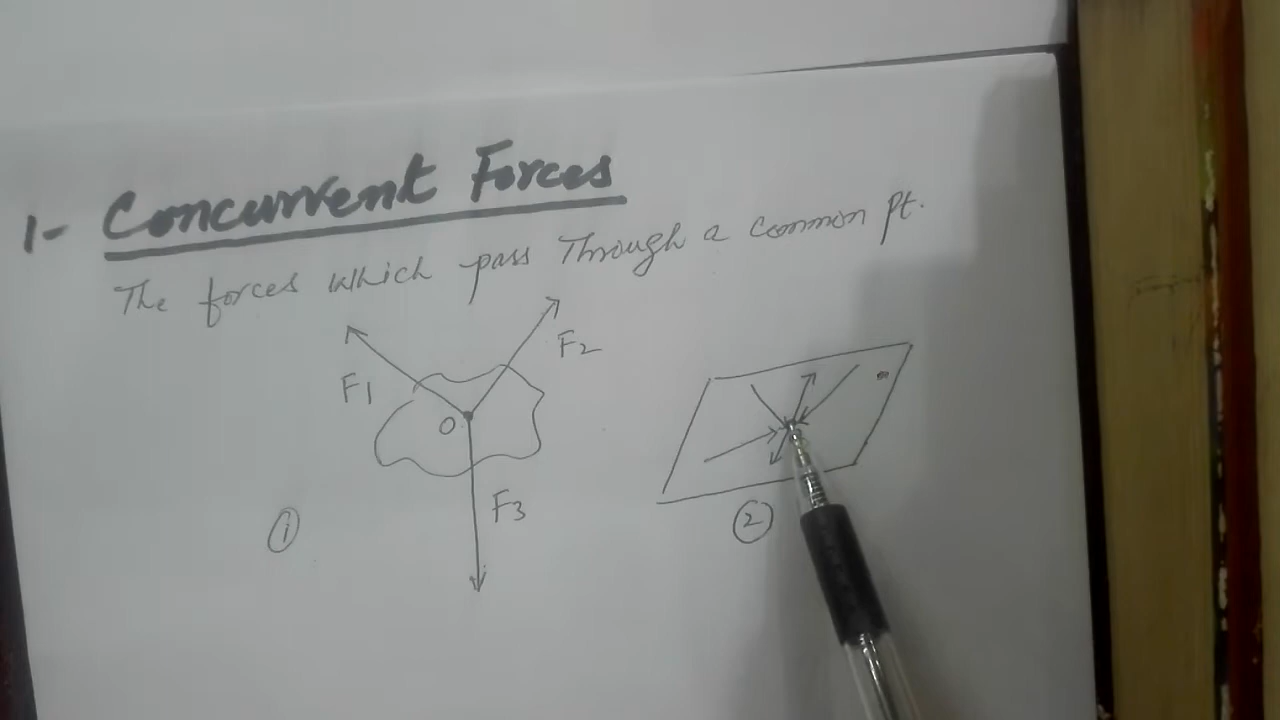 1- Concurrent Forces
The forces which pass Through a Common Pt.
F1
F2
O
F3
1
2